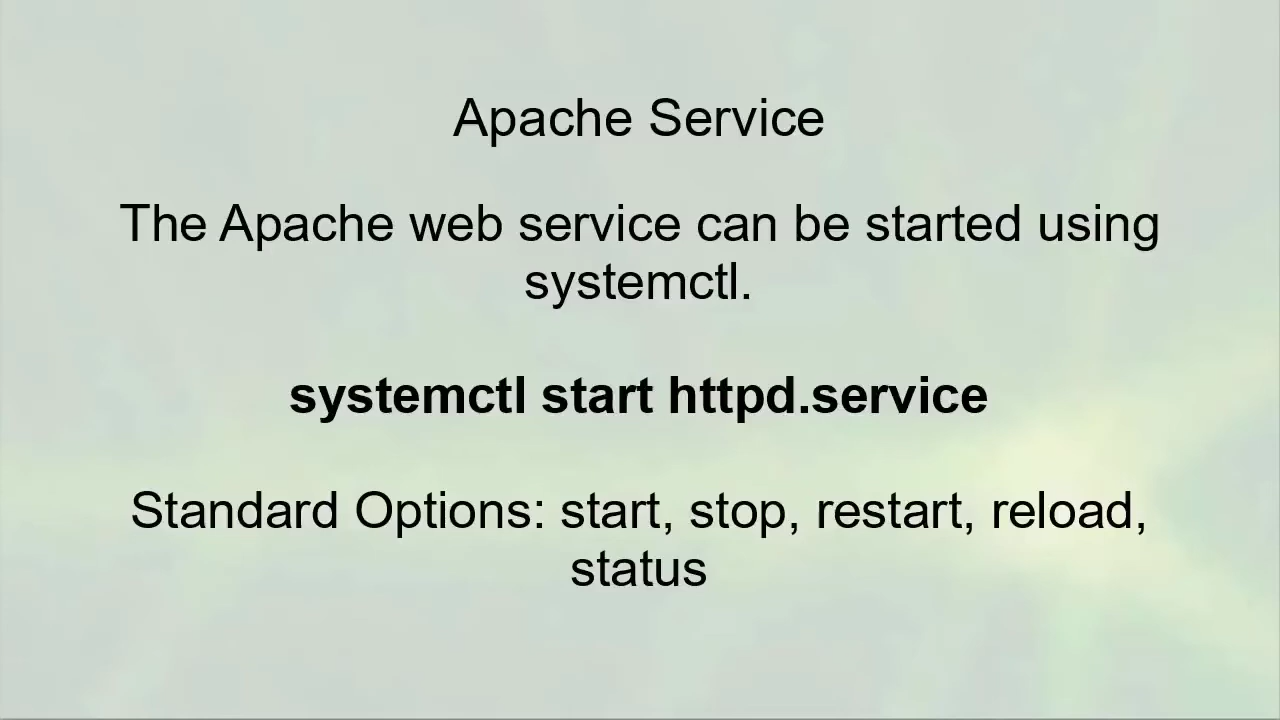 Apache Service
The Apache web service can be started using
systemctl.
systemctl start httpd.service
Standard Options: start, stop, restart, reload,
status